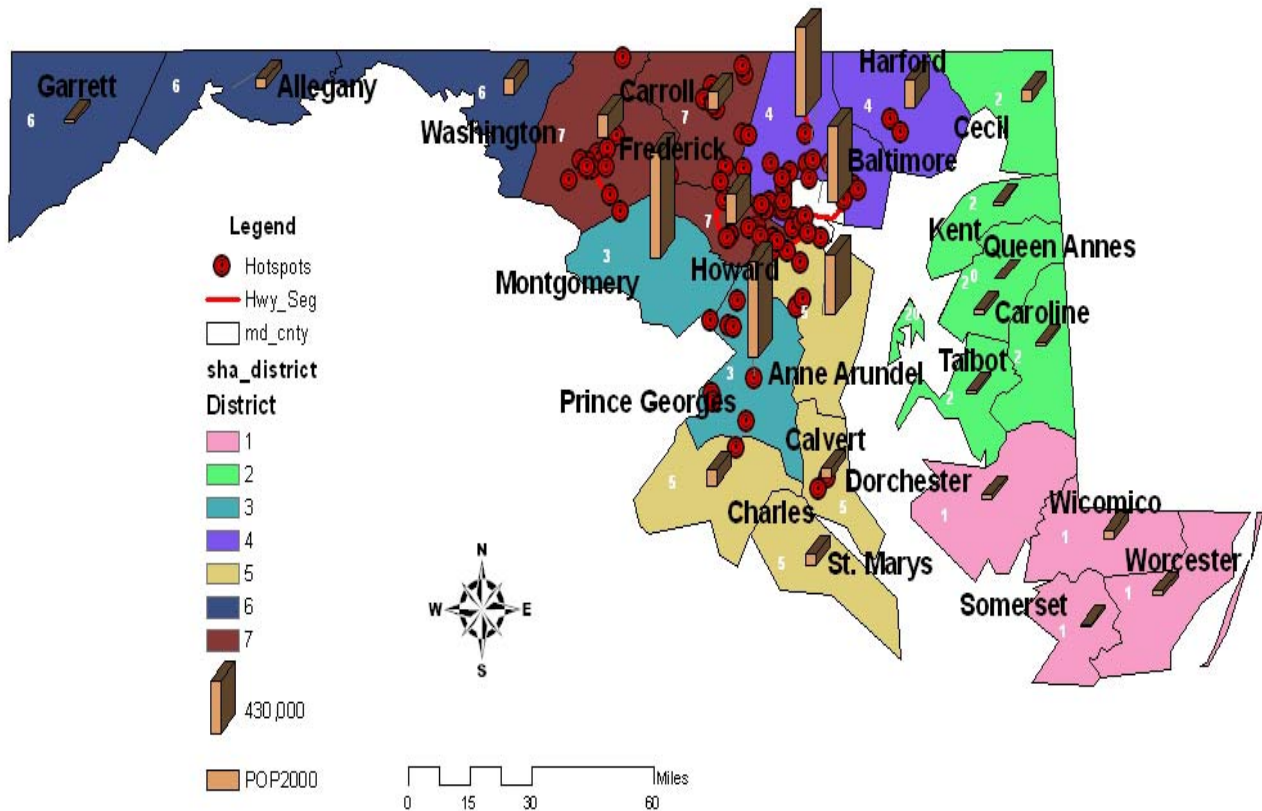 Garrett
6
6
Allegany
6
Washington
7
Carroll
7
Frederick
4
4
Harford
2
Cecil
Baltimore
7
2
Kent
Queen Annes
20
Caroline
20
2
Talbot
2
3
Montgomery
Howard
5
3
Anne Arundel
Prince Georges
Calvert
5
Charles
5
Dorchester
1
5
St. Marys
Wicomico
1
Worcester
1
Somerset
1
Legend
Hotspots
Hwy_Seg
md_cnty
sha_district
District
1
2
3
4
5
6
7
430,000
POP2000
N
W E
S
Miles
0 15 30 60